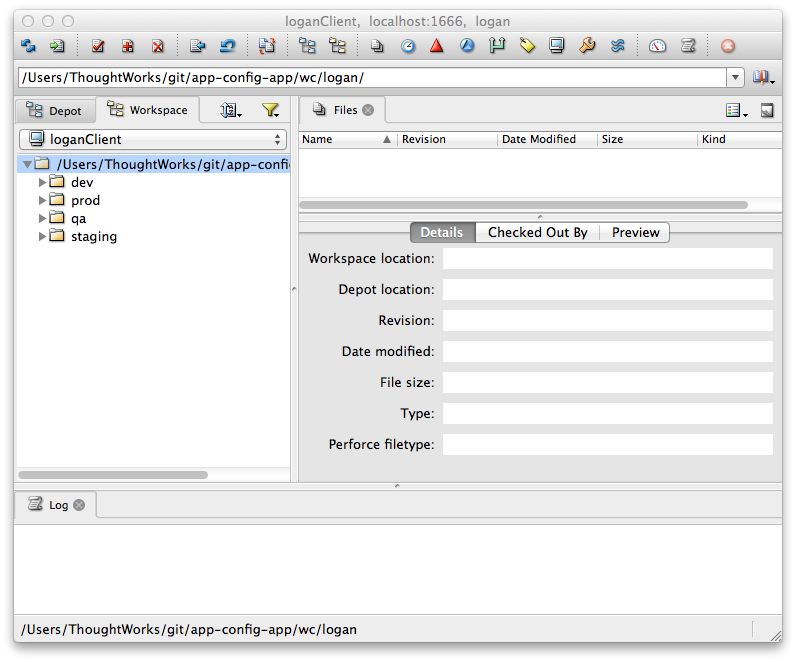 loganClient, localhost:1666, logan
/Users/ThoughtWorks/git/app-config-app/wc/logan/
Depot
Workspace
Files
loganClient
Name Revision Date Modified Size Kind
/Users/ThoughtWorks/git/app-confi
dev
prod
qa
staging
Details Checked Out By Preview
Workspace location:
Depot location:
Revision:
Date modified:
File size:
Type:
Perforce filetype:
Log
/Users/ThoughtWorks/git/app-config-app/wc/logan